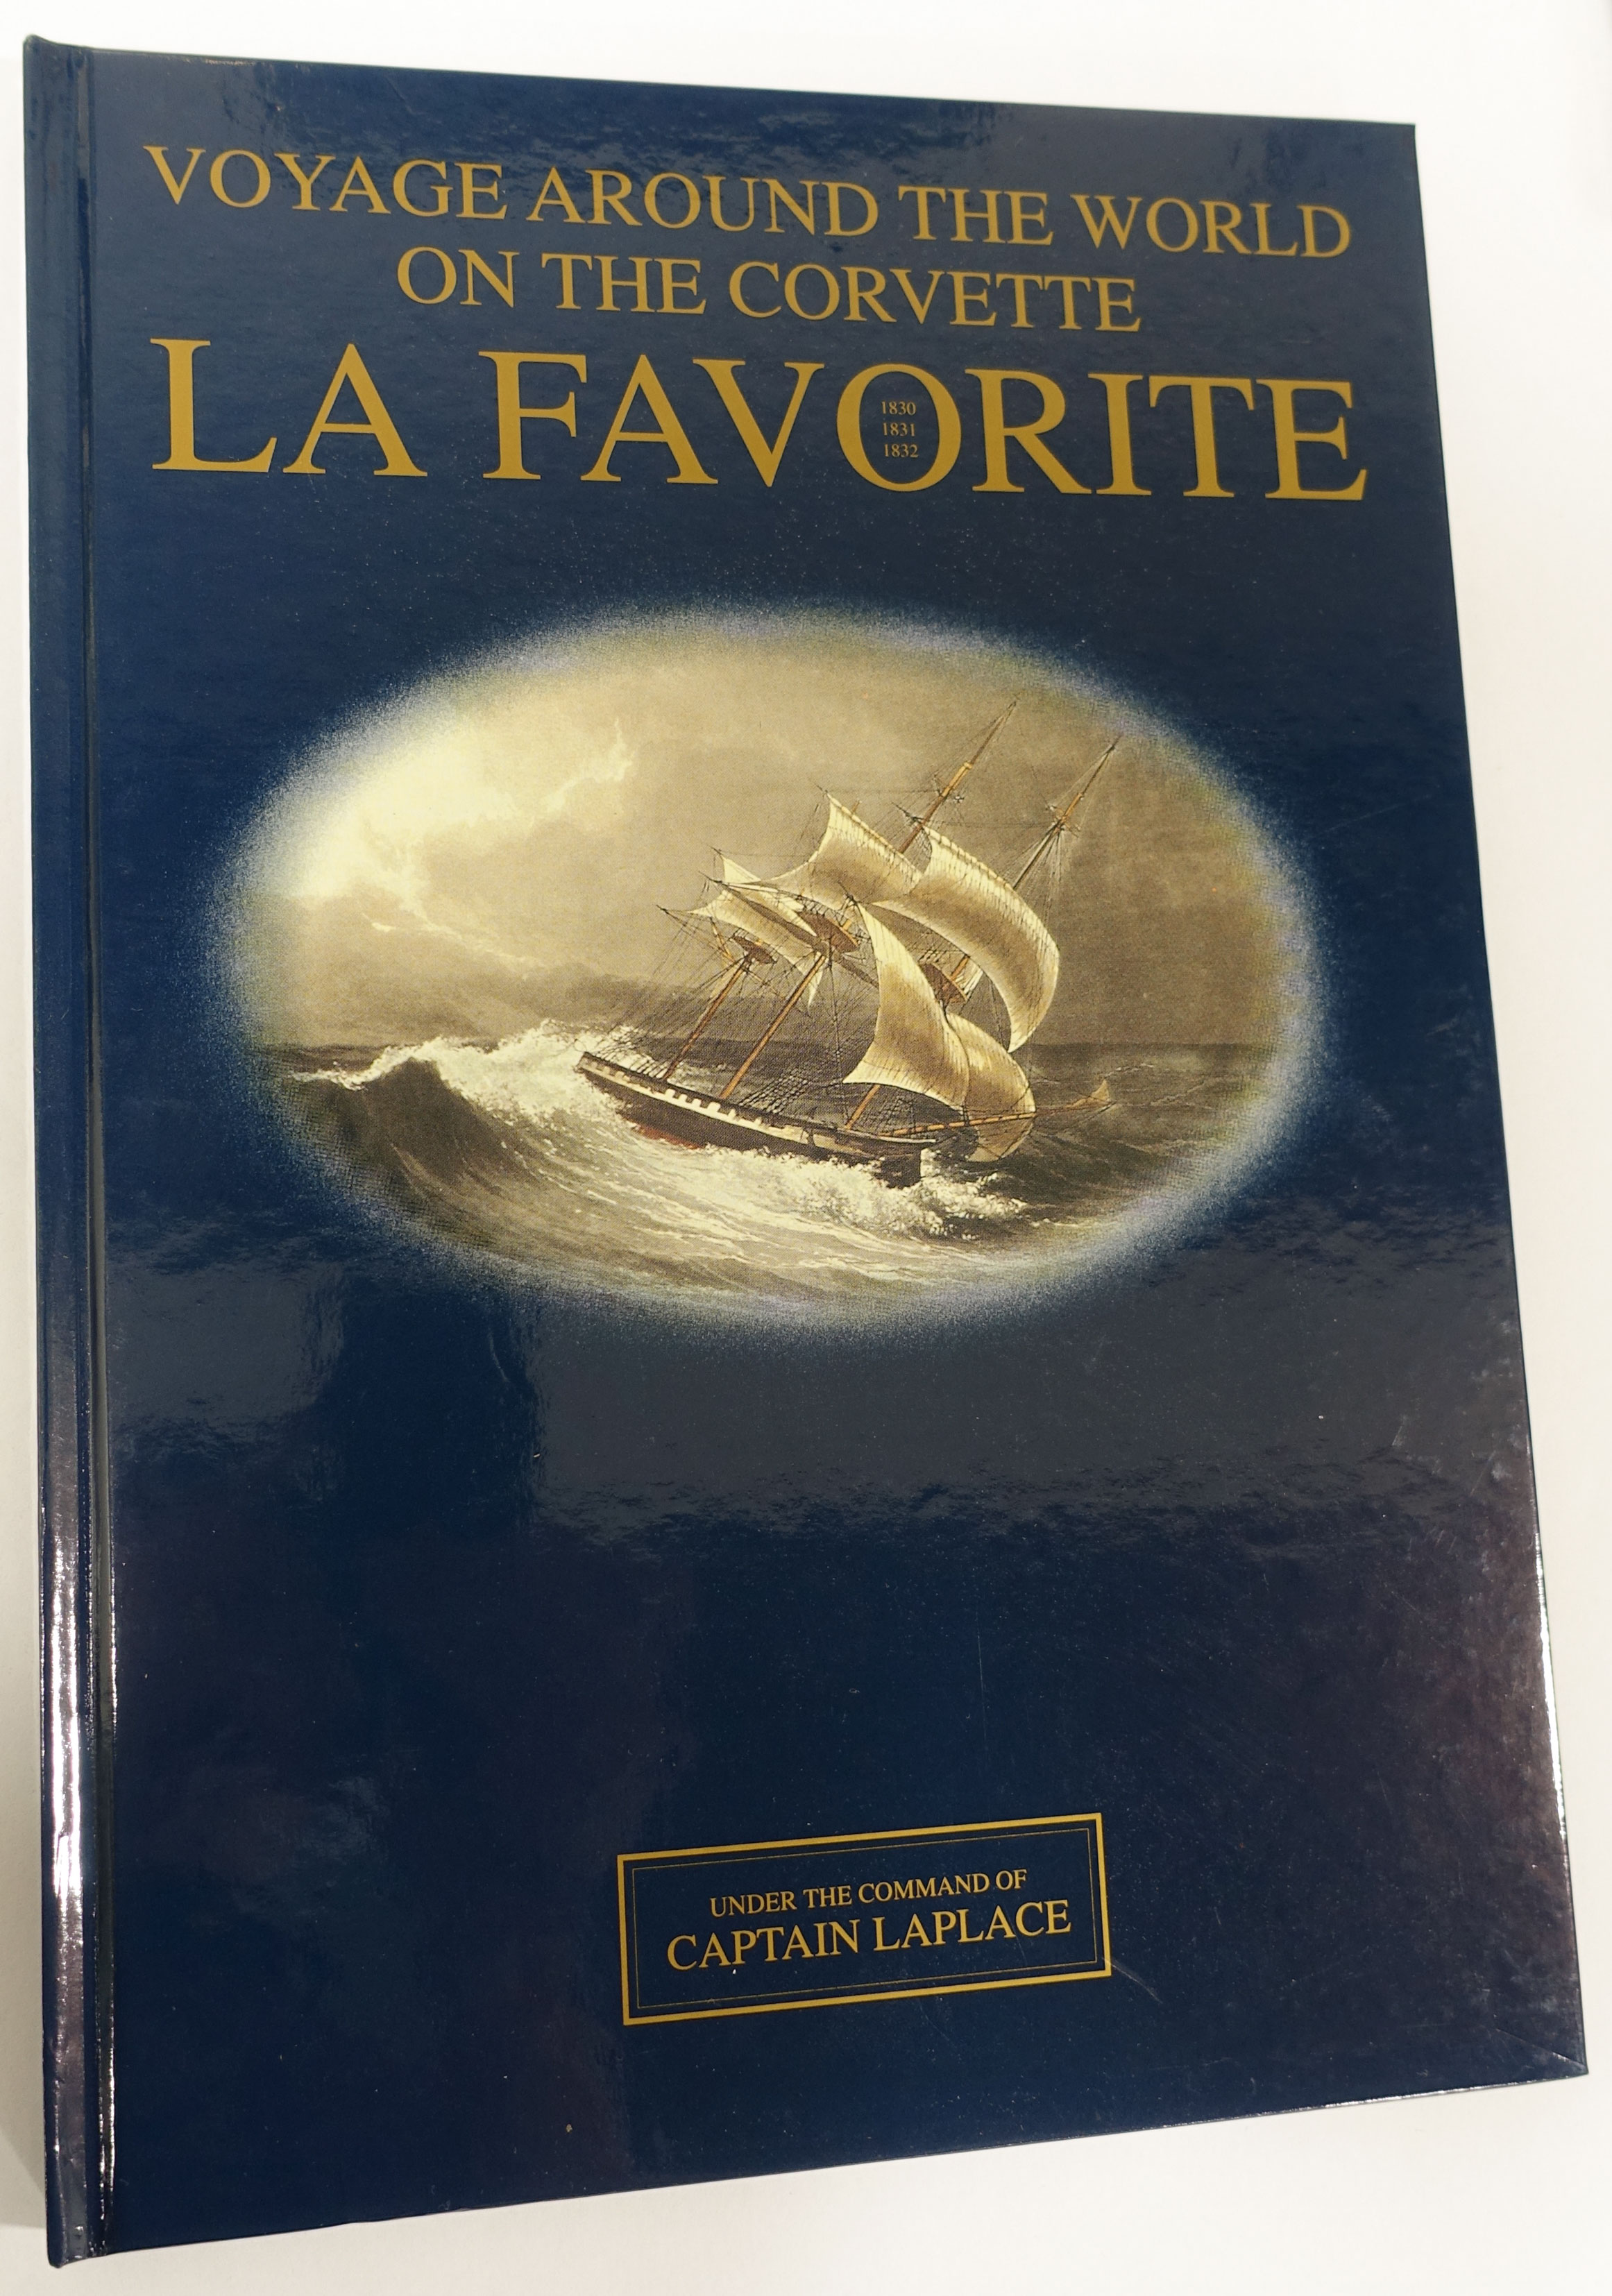 VOYAGE AROUND THE WORLD
ON THE CORVETTE
LA FAVORITE
1830
1831
1832
UNDER THE COMMAND OF
CAPTAIN LAPLACE